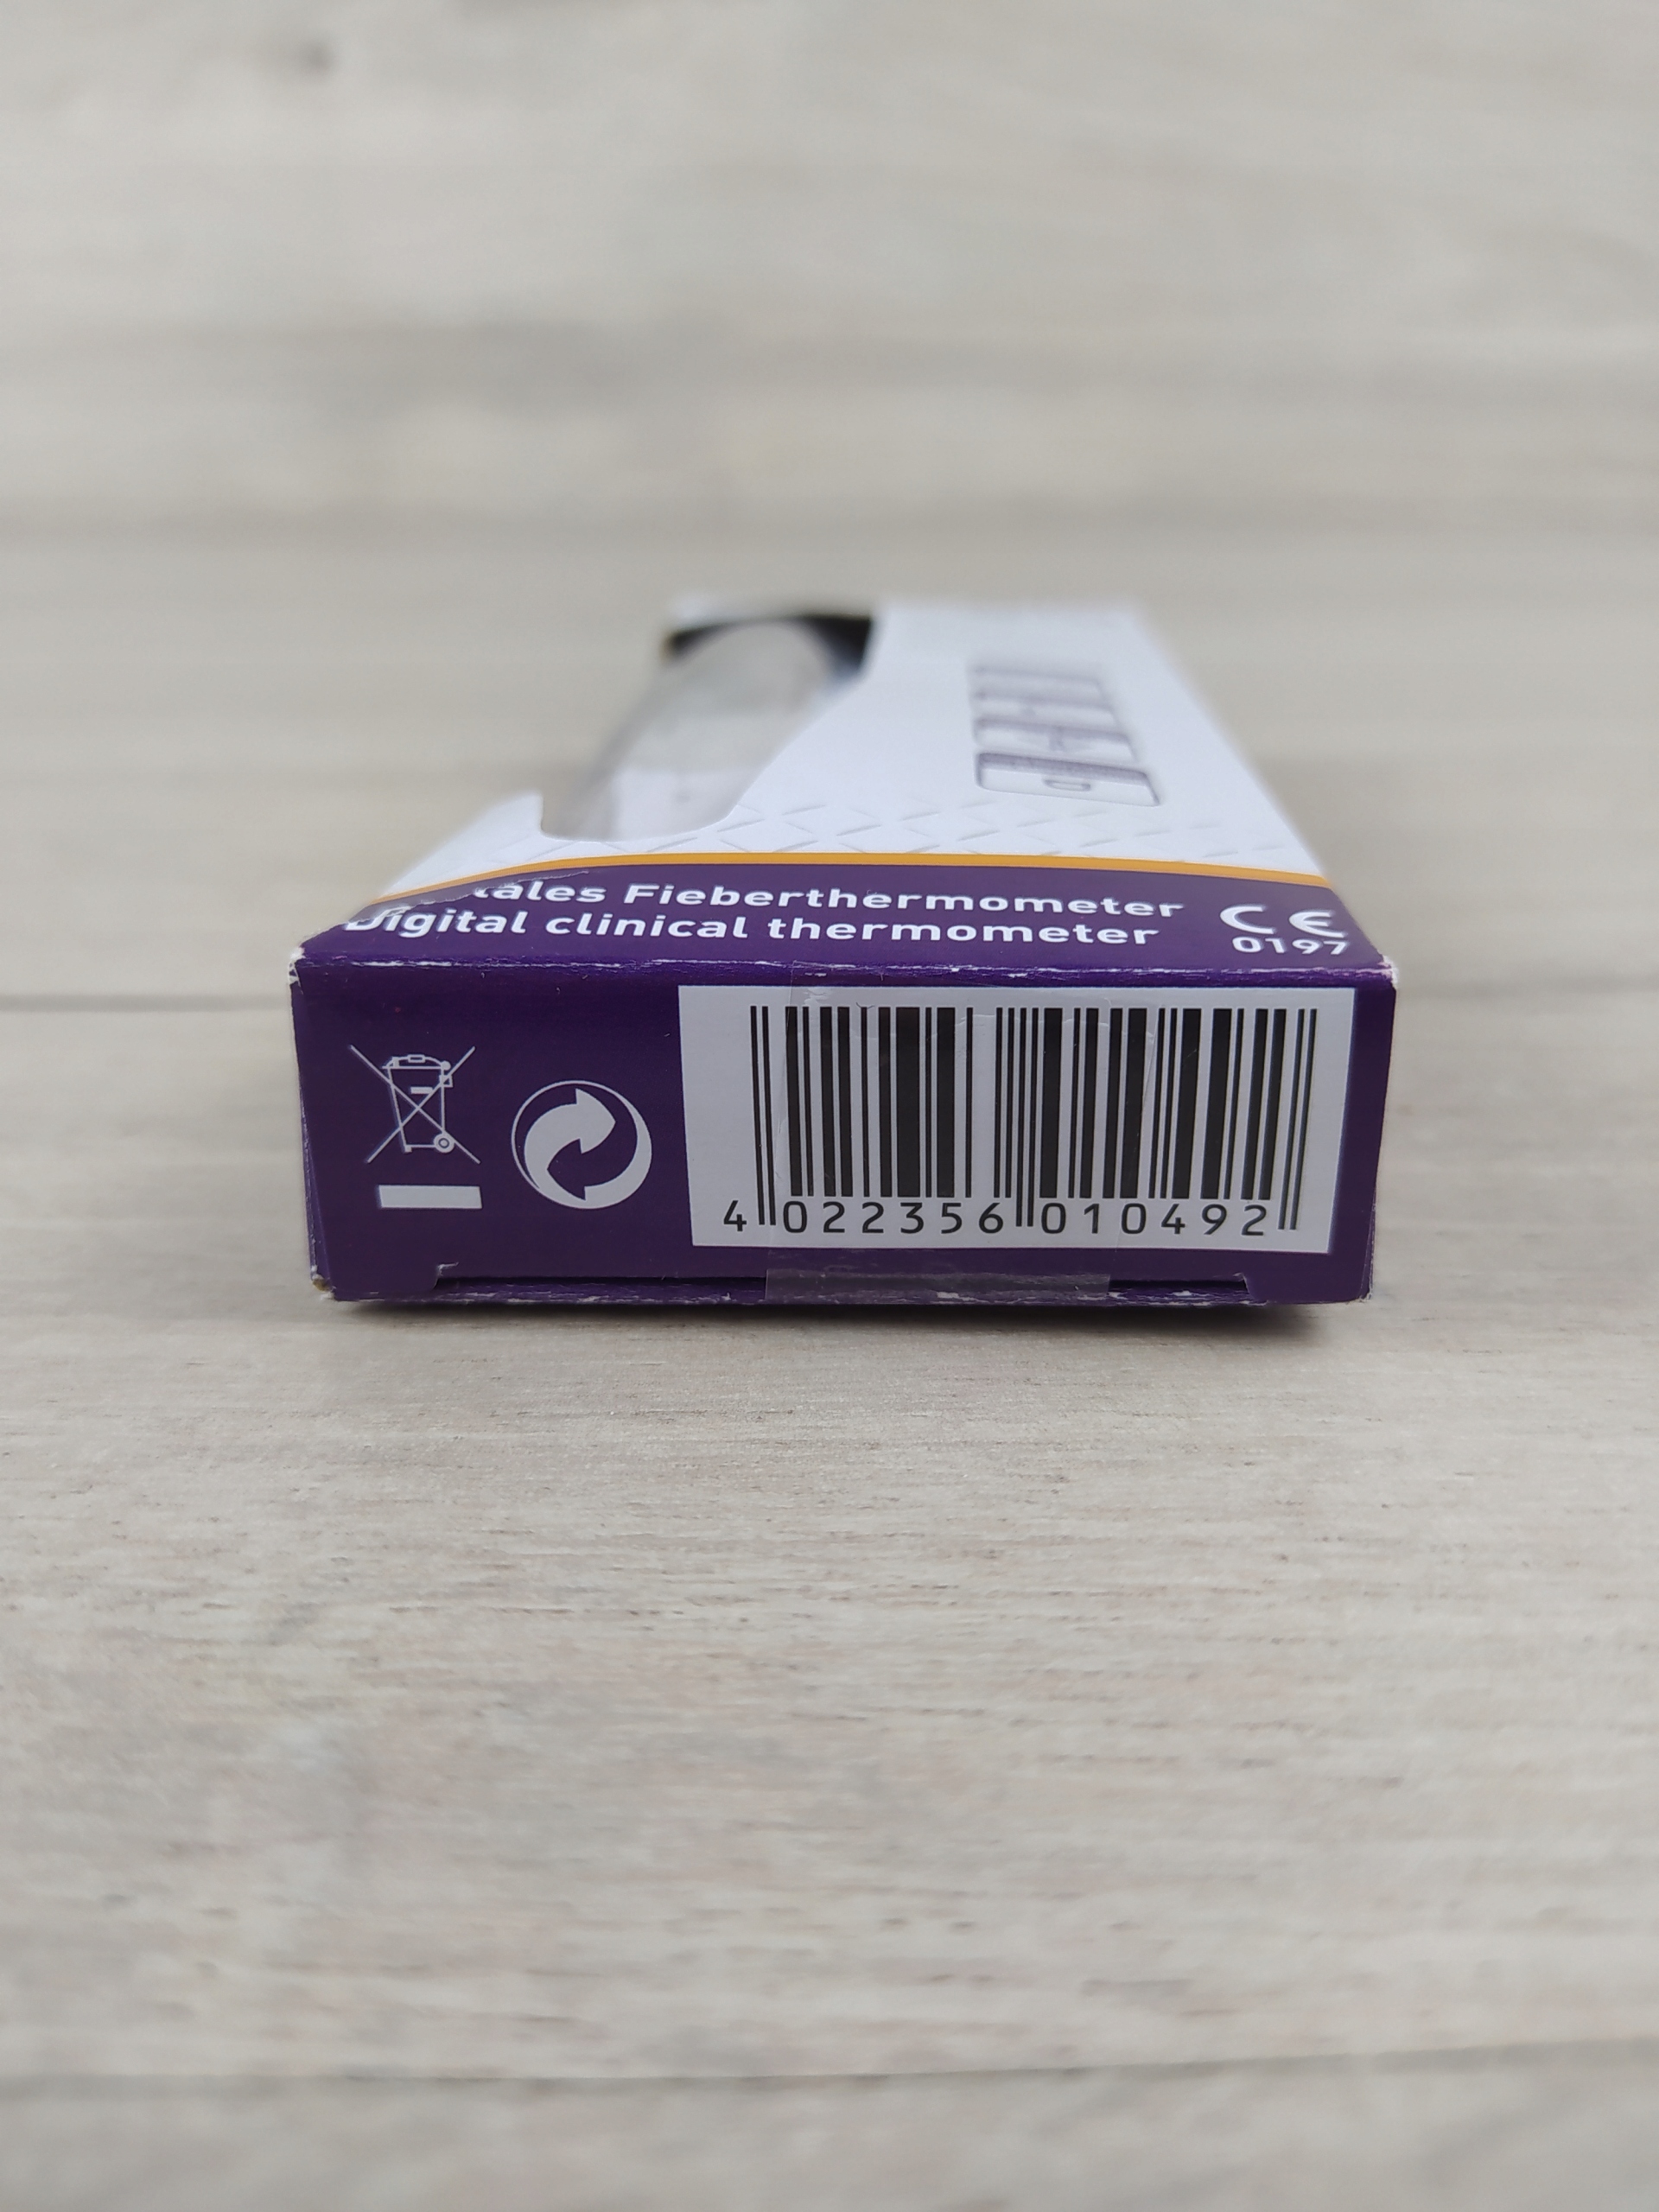 Fieberthermometer
Digital clinical thermometer
CE
0197
4 022356 010492